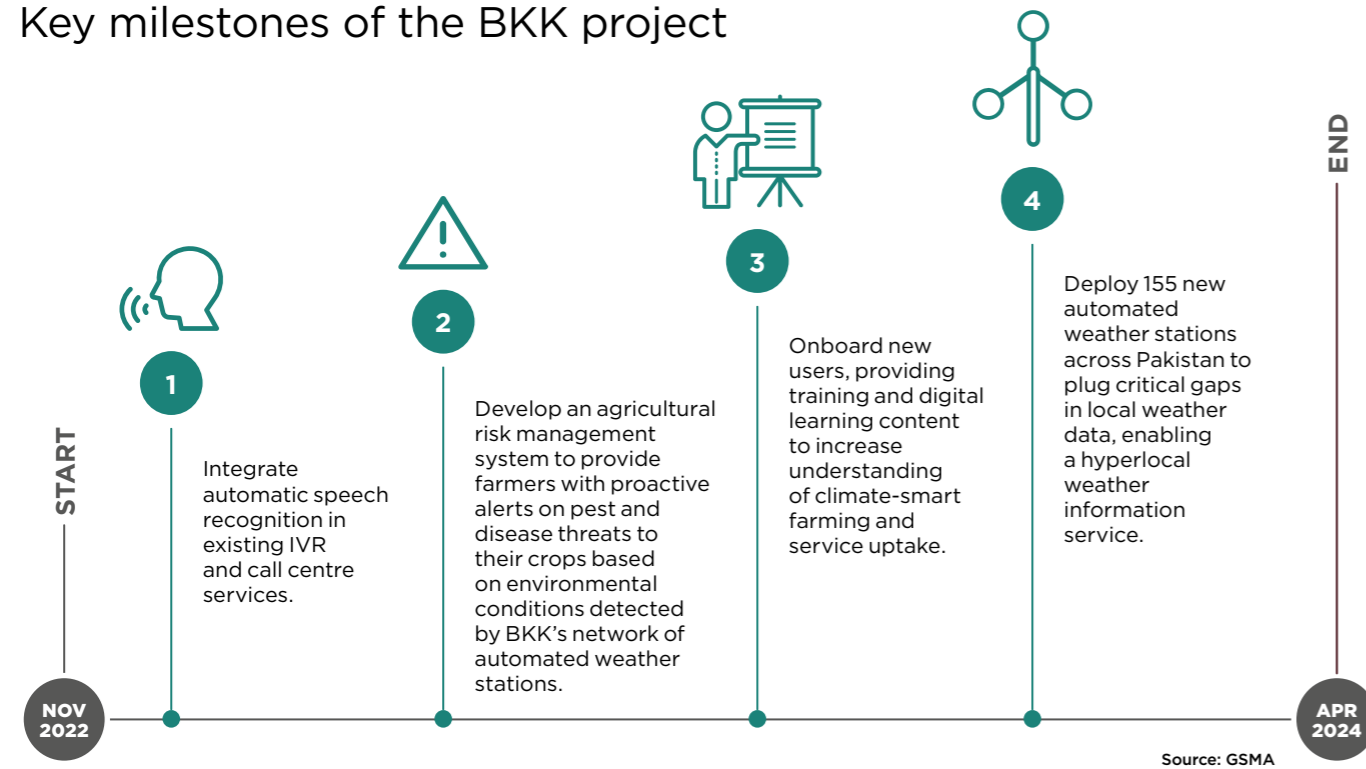 Key milestones of the BKK project
START
NOV
2022
1
Integrate
automatic speech
recognition in
existing IVR
and call centre
services.
2
Develop an agricultural
risk management
system to provide
farmers with proactive
alerts on pest and
disease threats to
their crops based
on environmental
conditions detected
by BKK’s network of
automated weather
stations.
3
Onboard new
users, providing
training and digital
learning content
to increase
understanding
of climate-smart
farming and
service uptake.
4
Deploy 155 new
automated
weather stations
across Pakistan to
plug critical gaps
in local weather
data, enabling
a hyperlocal
weather
information
service.
END
APR
2024
Source: GSMA